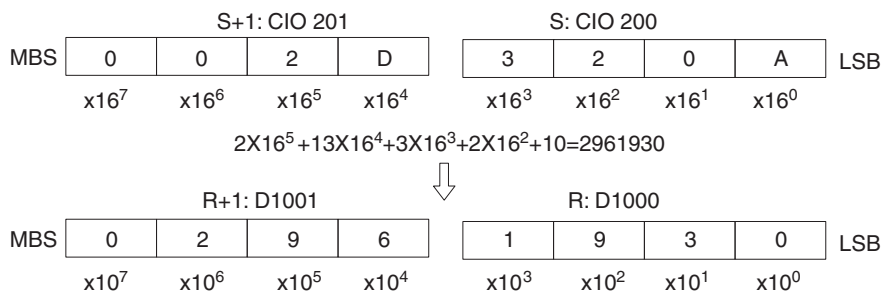 S+1: CIO 201 S: CIO 200
MBS 0 0 2 D 3 2 0 A LSB
x16⁷ x16⁶ x16⁵ x16⁴ x16³ x16² x16¹ x16⁰
2X16⁵+13X16⁴+3X16³+2X16²+10=2961930
R+1: D1001 R: D1000
MBS 0 2 9 6 1 9 3 0 LSB
x10⁷ x10⁶ x10⁵ x10⁴ x10³ x10² x10¹ x10⁰